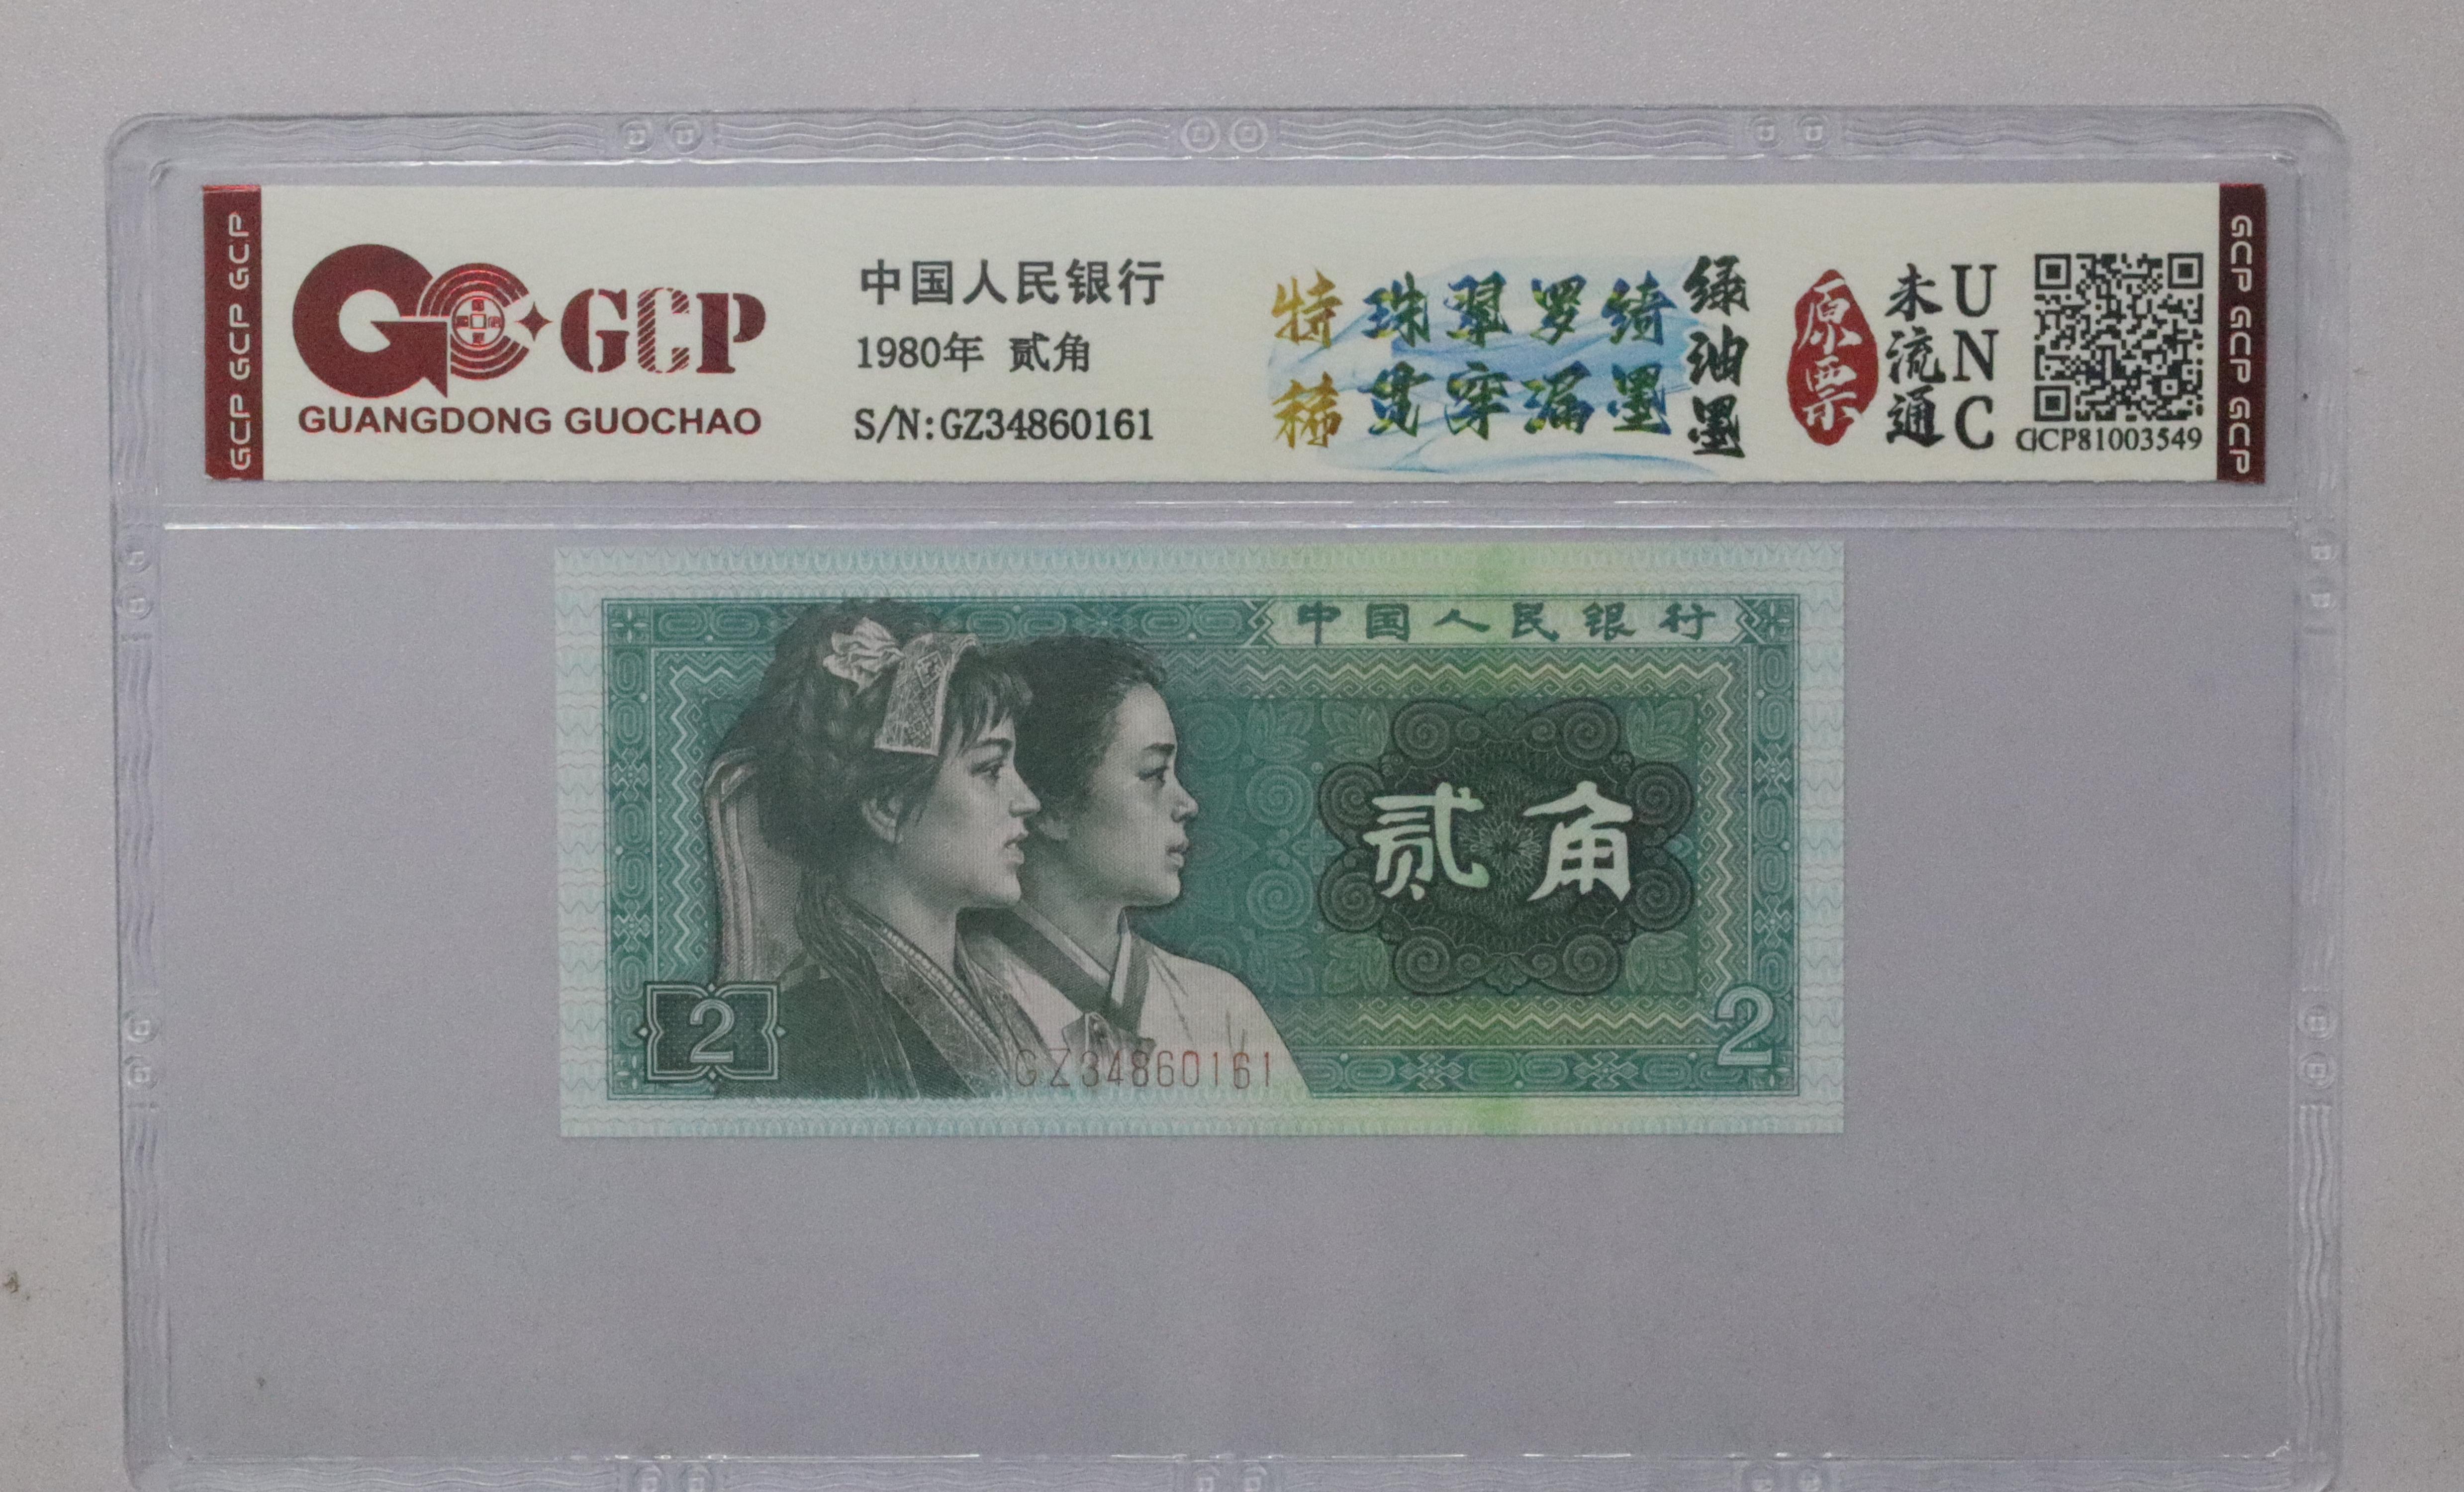 GCP GCP GCP
GCP
GUANGDONG GUOCHAO
中国人民银行
1980年 贰角
S/N:GZ34860161
特稀
珠翠罗绮
贯穿漏墨
绿油墨
原票
未流通
UNC
GCP81003549
GCP GCP GCP
中国人民银行
贰角
2
2
GZ34860161